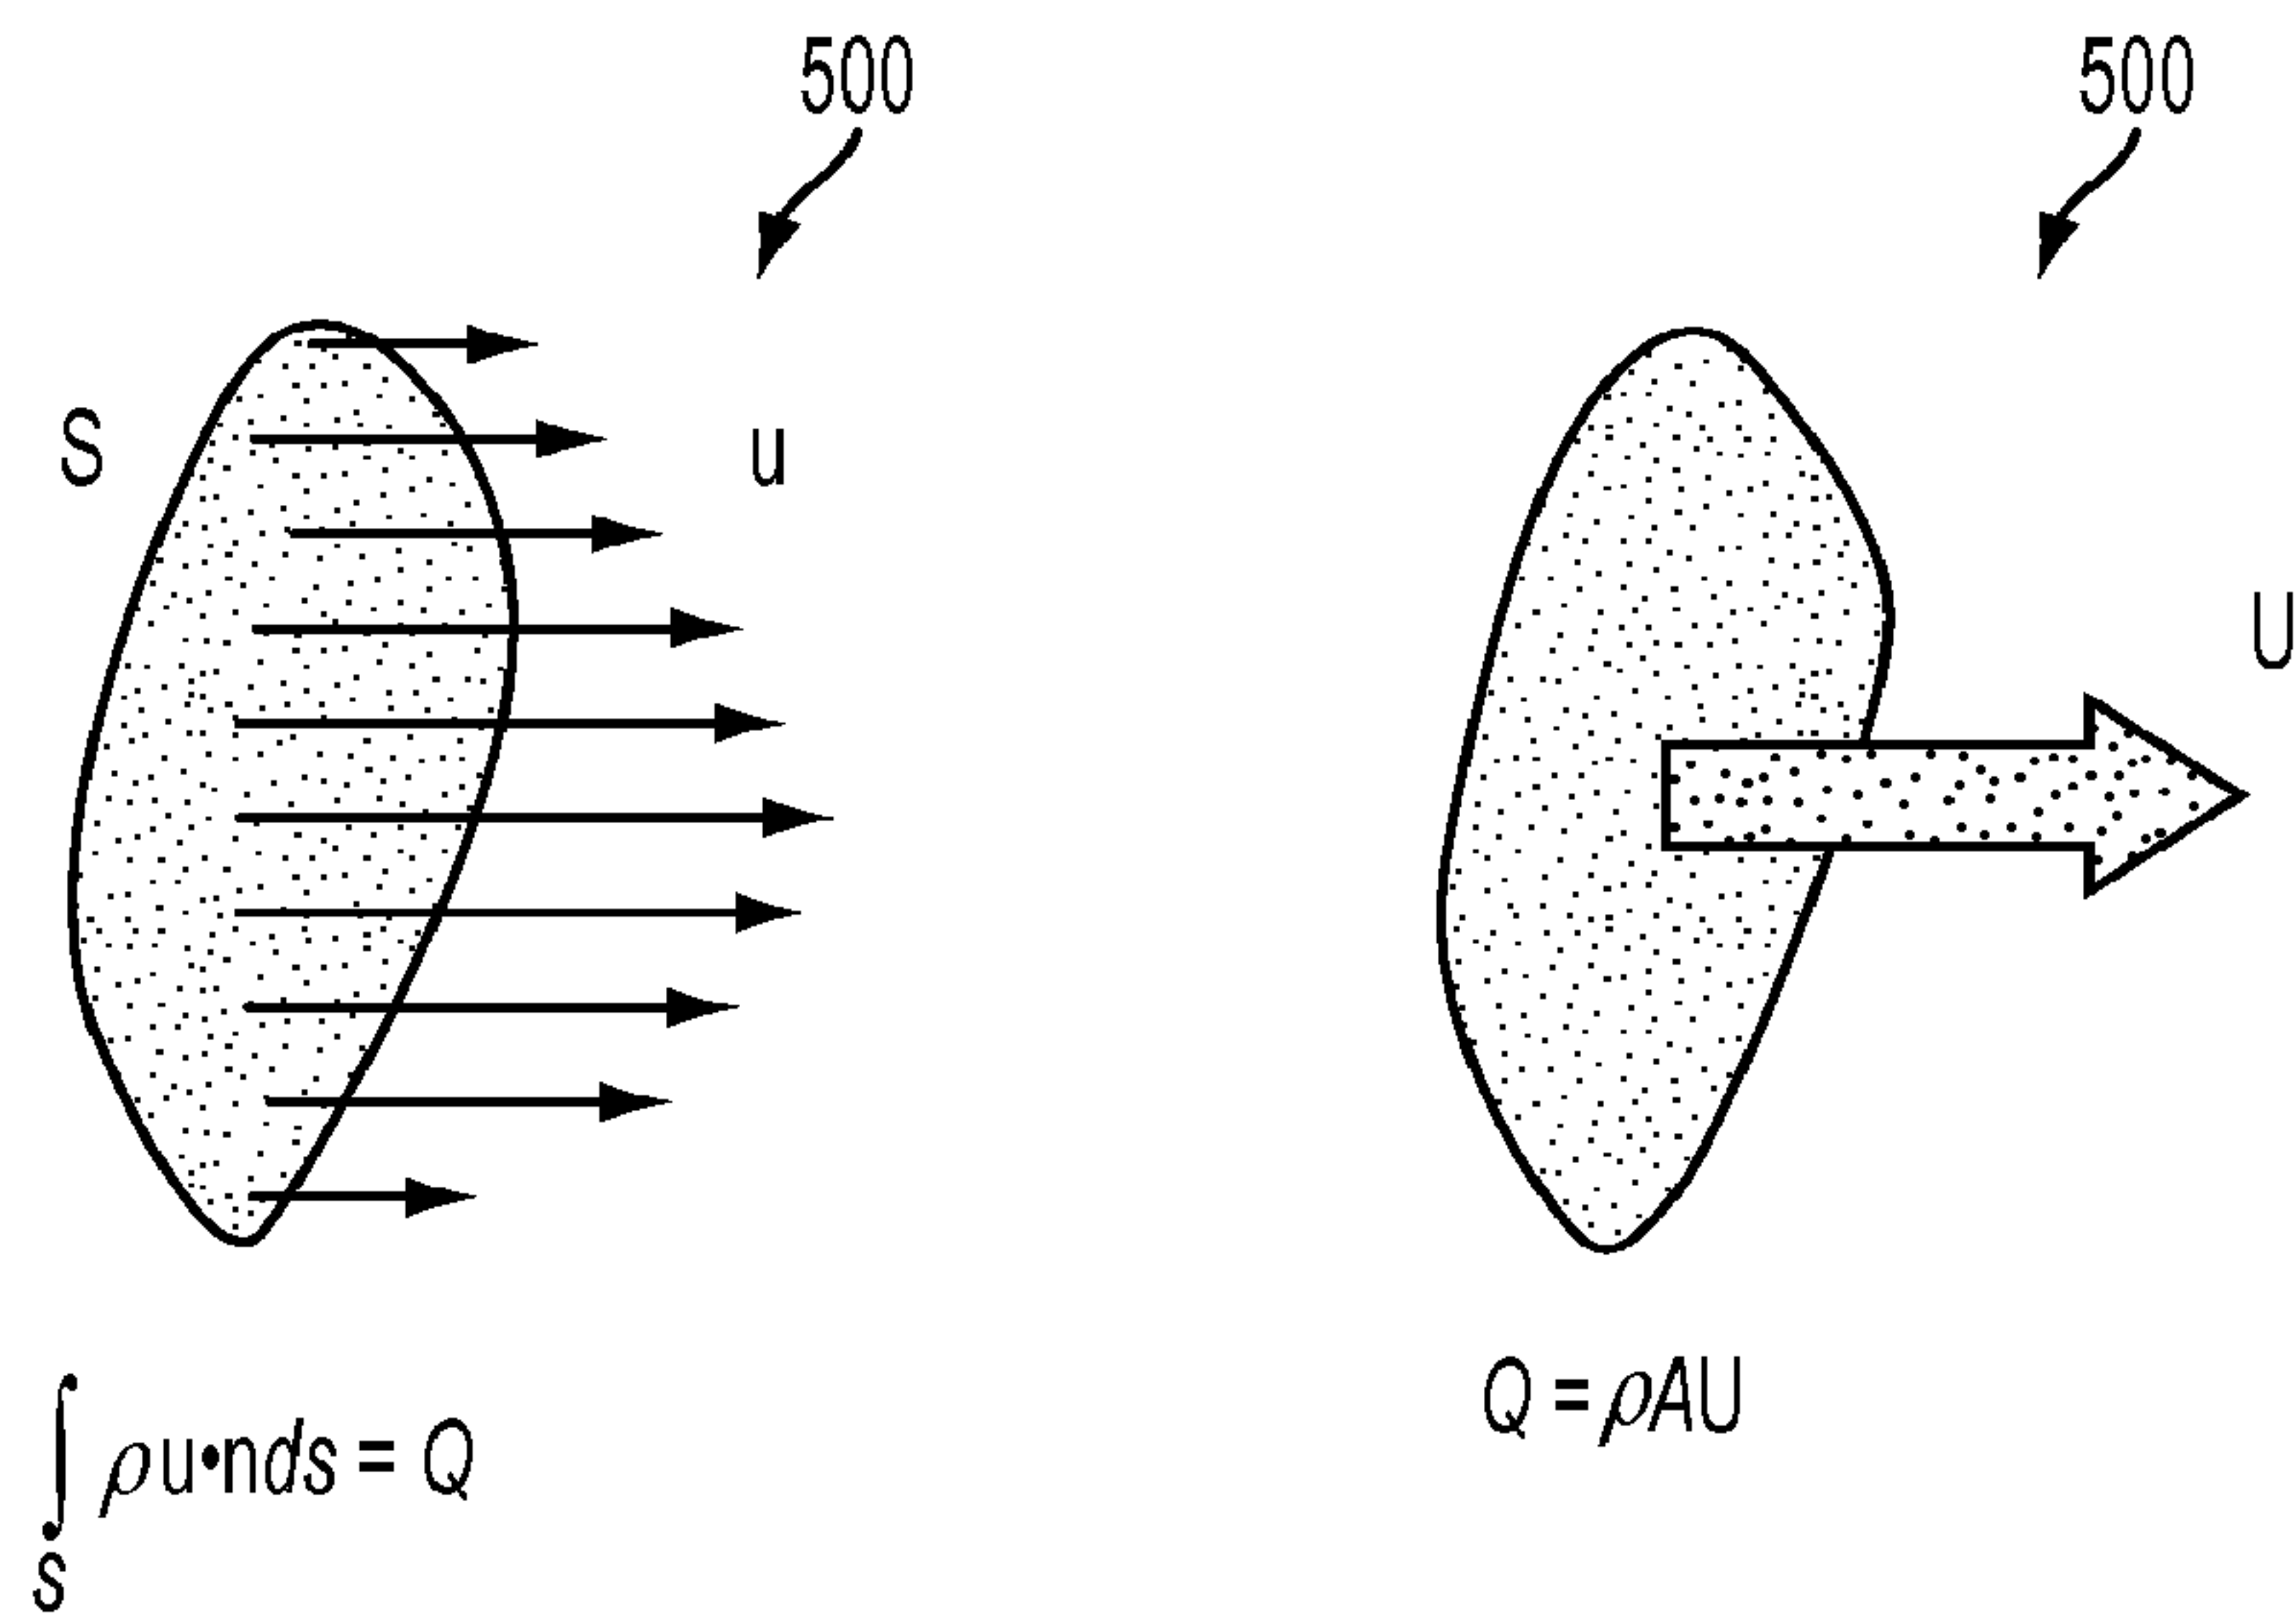 500
500
S
u
U
∫ ρu•nds = Q
s
Q = ρAU